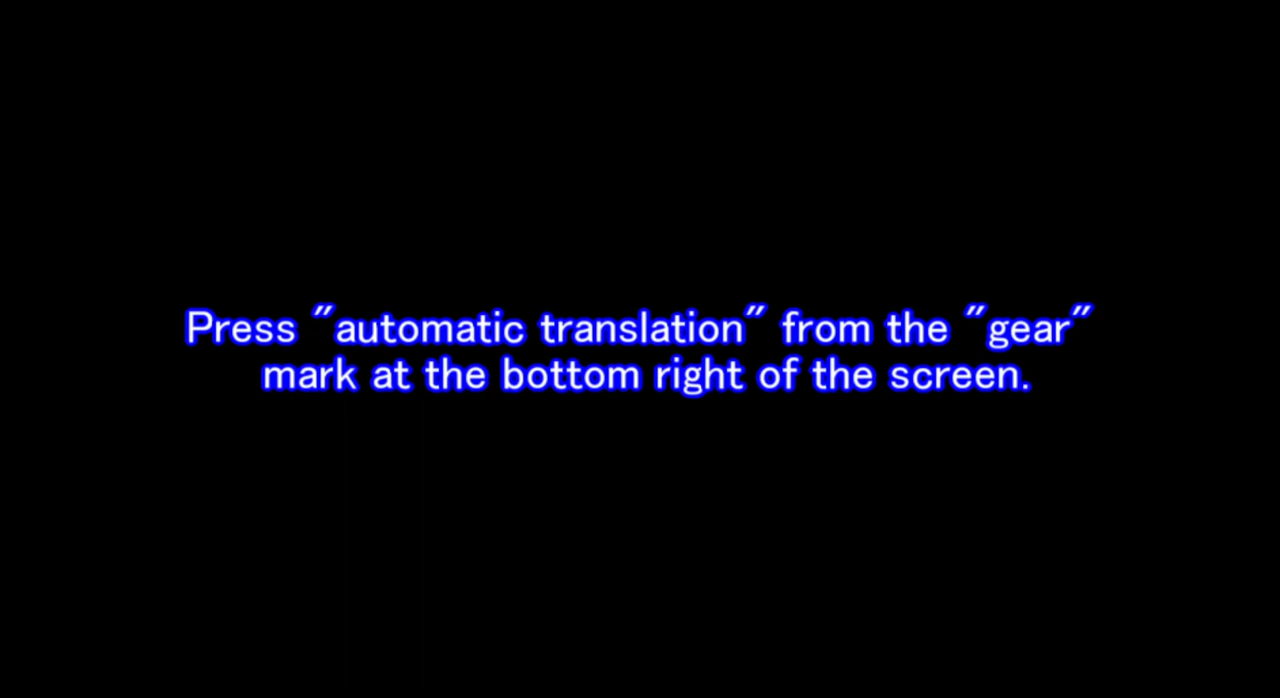 Press "automatic translation" from the "gear"
mark at the bottom right of the screen.